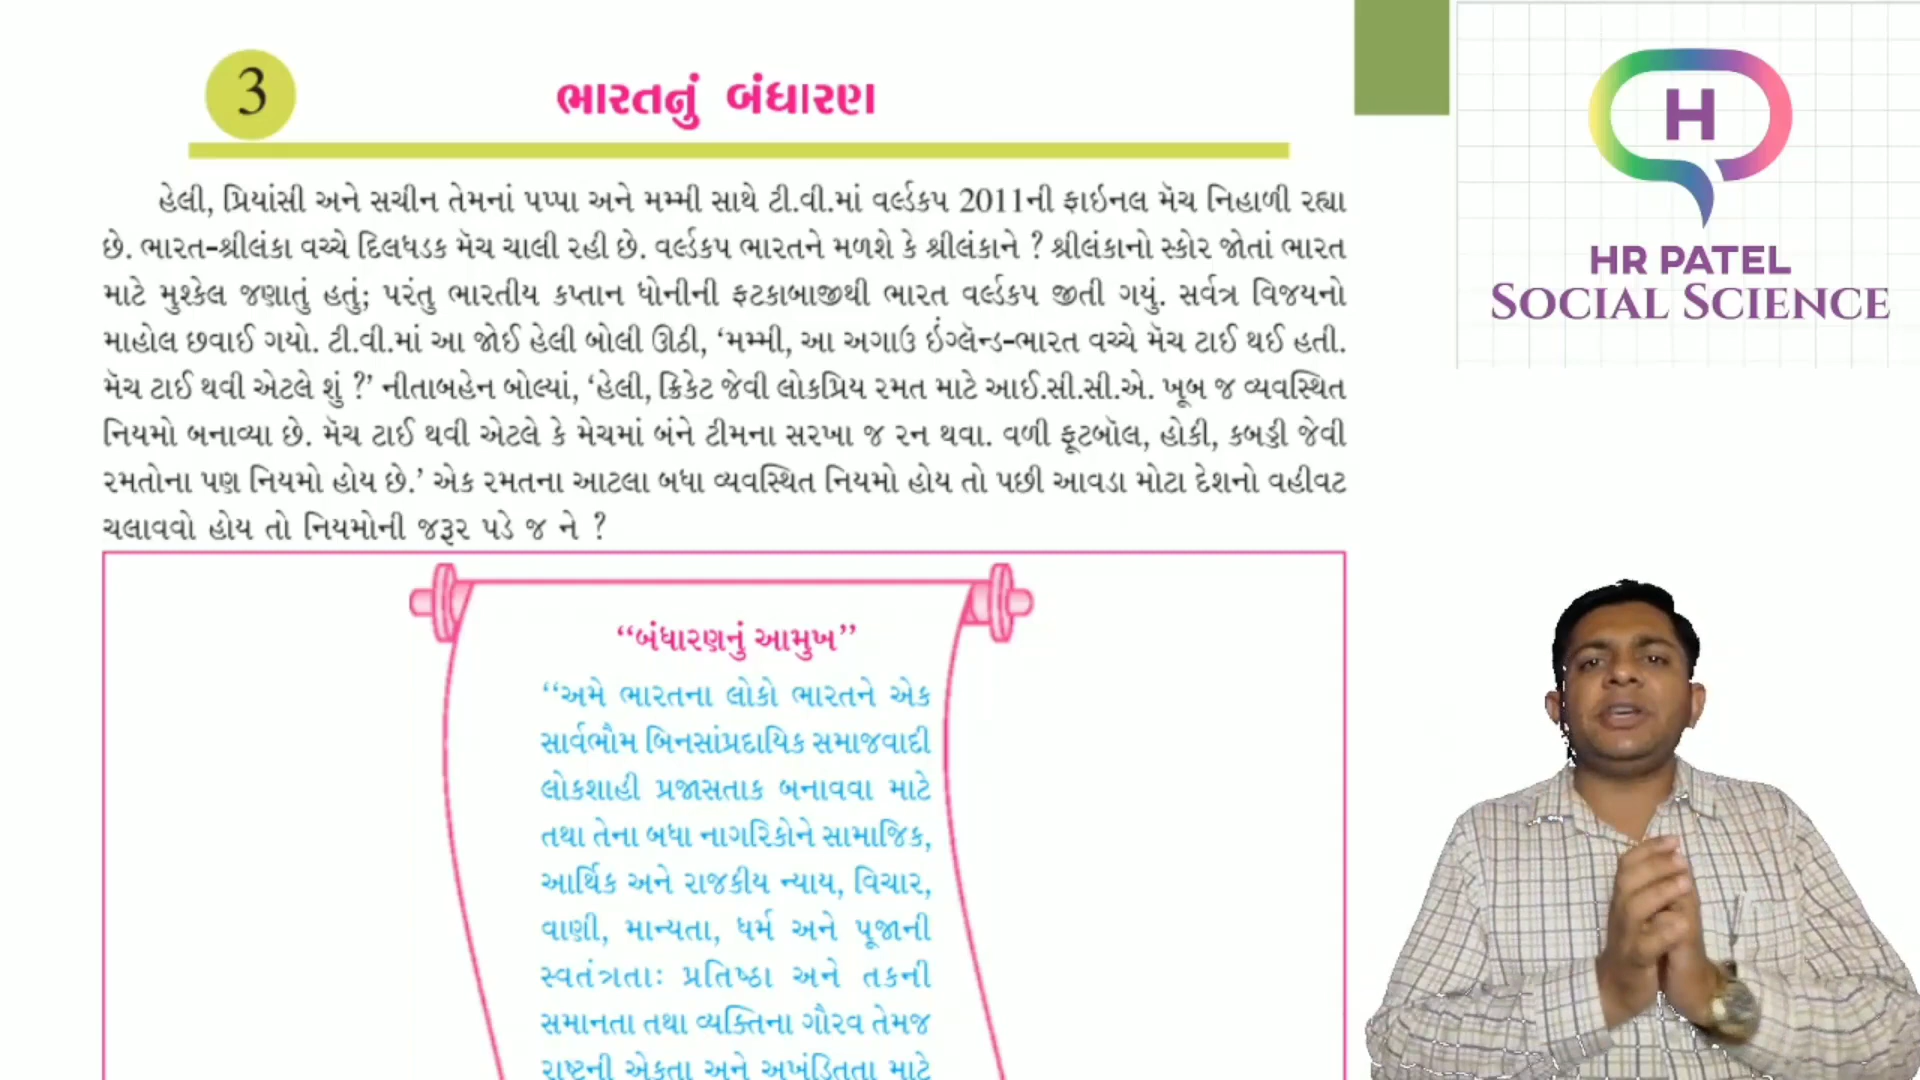 3
ભારતનું બંધારણ
હેલી, પ્રિયાંસી અને સચીન તેમનાં પપ્પા અને મમ્મી સાથે ટી.વી.માં વર્લ્ડકપ 2011ની ફાઇનલ મૅચ નિહાળી રહ્યા
છે. ભારત-શ્રીલંકા વચ્ચે દિલધડક મૅચ ચાલી રહી છે. વર્લ્ડકપ ભારતને મળશે કે શ્રીલંકાને ? શ્રીલંકાનો સ્કોર જોતાં ભારત
માટે મુશ્કેલ જણાતું હતું; પરંતુ ભારતીય કપ્તાન ધોનીની ફટકાબાજીથી ભારત વર્લ્ડકપ જીતી ગયું. સર્વત્ર વિજયનો
માહોલ છવાઈ ગયો. ટી.વી.માં આ જોઈ હેલી બોલી ઊઠી, ‘મમ્મી, આ અગાઉ ઇંગ્લૅન્ડ-ભારત વચ્ચે મૅચ ટાઈ થઈ હતી.
મૅચ ટાઈ થવી એટલે શું ?’ નીતાબહેન બોલ્યાં, ‘હેલી, ક્રિકેટ જેવી લોકપ્રિય રમત માટે આઈ.સી.સી.એ. ખૂબ જ વ્યવસ્થિત
નિયમો બનાવ્યા છે. મૅચ ટાઈ થવી એટલે કે મેચમાં બંને ટીમના સરખા જ રન થવા. વળી ફૂટબૉલ, હોકી, કબડ્ડી જેવી
રમતોના પણ નિયમો હોય છે.’ એક રમતના આટલા બધા વ્યવસ્થિત નિયમો હોય તો પછી આવડા મોટા દેશનો વહીવટ
ચલાવવો હોય તો નિયમોની જરૂર પડે જ ને ?
‘‘બંધારણનું આમુખ’’
‘‘અમે ભારતના લોકો ભારતને એક
સાર્વભૌમ બિનસાંપ્રદાયિક સમાજવાદી
લોકશાહી પ્રજાસતાક બનાવવા માટે
તથા તેના બધા નાગરિકોને સામાજિક,
આર્થિક અને રાજકીય ન્યાય, વિચાર,
વાણી, માન્યતા, ધર્મ અને પૂજાની
સ્વતંત્રતાઃ પ્રતિષ્ઠા અને તકની
સમાનતા તથા વ્યક્તિના ગૌરવ તેમજ
રાષ્ટ્રની એકતા અને અખંડિતતા માટે
H
HR PATEL
SOCIAL SCIENCE